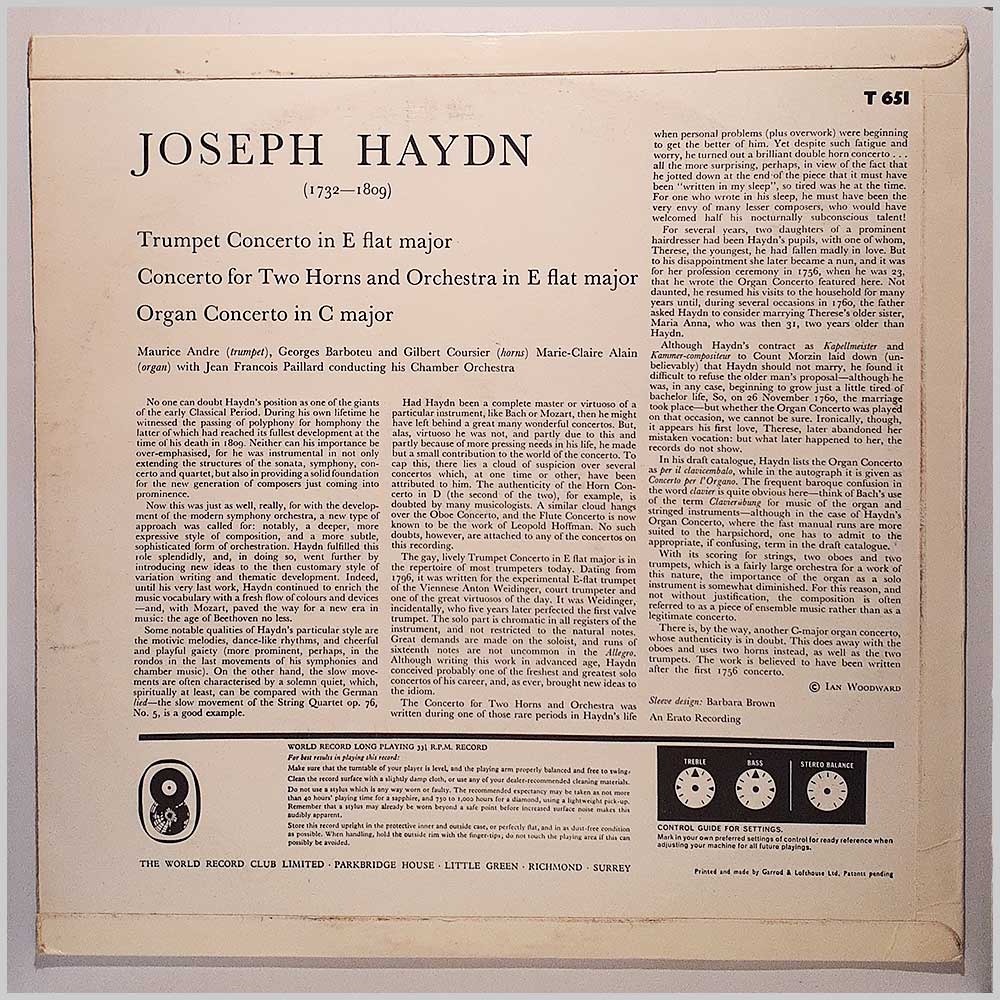 T 651
JOSEPH HAYDN
(1732—1809)
Trumpet Concerto in E flat major
Concerto for Two Horns and Orchestra in E flat major
Organ Concerto in C major
Maurice Andre (trumpet), Georges Barboteu and Gilbert Coursier (horns) Marie-Claire Alain
(organ) with Jean Francois Paillard conducting his Chamber Orchestra
No one can doubt Haydn's position as one of the giants
of the early Classical Period. During his own lifetime he
witnessed the passing of polyphony for homphony the
latter of which had reached its fullest development at the
time of his death in 1809. Neither can his importance be
over-emphasised, for he was instrumental in not only
extending the structures of the sonata, symphony, con-
certo and quartet, but also in providing a solid foundation
for the new generation of composers just coming into
prominence.
Now this was just as well, really, for with the develop-
ment of the modern symphony orchestra, a new type of
approach was called for: notably, a deeper, more
expressive style of composition, and a more subtle,
sophisticated form of orchestration. Haydn fulfilled this
role splendidly, and, in doing so, went further by
introducing new ideas to the then customary style of
variation writing and thematic development. Indeed,
until his very last work, Haydn continued to enrich the
music vocabulary with a fresh flow of colours and devices
—and, with Mozart, paved the way for a new era in
music: the age of Beethoven no less.
Some notable qualities of Haydn's particular style are
the motivic melodies, dance-like rhythms, and cheerful
and playful gaiety (more prominent, perhaps, in the
rondos in the last movements of his symphonies and
chamber music). On the other hand, the slow move-
ments are often characterised by a solemn quiet, which,
spiritually at least, can be compared with the German
lied—the slow movement of the String Quartet op. 76,
No. 5, is a good example.
Had Haydn been a complete master or virtuoso of a
particular instrument, like Bach or Mozart, then he might
have left behind a great many wonderful concertos. But,
alas, virtuoso he was not, and partly due to this and
partly because of more pressing needs in his life, he made
but a small contribution to the world of the concerto. To
cap this, there lies a cloud of suspicion over several
concertos which, at one time or other, have been
attributed to him. The authenticity of the Horn Con-
certo in D (the second of the two), for example, is
doubted by many musicologists. A similar cloud hangs
over the Oboe Concerto, and the Flute Concerto is now
known to be the work of Leopold Hoffman. No such
doubts, however, are attached to any of the concertos on
this recording.
The gay, lively Trumpet Concerto in E flat major is in
the repertoire of most trumpeters today. Dating from
1796, it was written for the experimental E-flat trumpet
of the Viennese Anton Weidinger, court trumpeter and
one of the great virtuosos of the day. It was Weidinger,
incidentally, who five years later perfected the first valve
trumpet. The solo part is chromatic in all registers of the
instrument, and not restricted to the natural notes.
Great demands are made on the soloist, and runs of
sixteenth notes are not uncommon in the Allegro.
Although writing this work in advanced age, Haydn
conceived probably one of the freshest and greatest solo
concertos of his career, and, as ever, brought new ideas to
the idiom.
The Concerto for Two Horns and Orchestra was
written during one of those rare periods in Haydn's life
when personal problems (plus overwork) were beginning
to get the better of him. Yet despite such fatigue and
worry, he turned out a brilliant double horn concerto . . .
all the more surprising, perhaps, in view of the fact that
he jotted down at the end of the piece that it must have
been "written in my sleep", so tired was he at the time.
For one who wrote in his sleep, he must have been the
very envy of many lesser composers, who would have
welcomed half his nocturnally subconscious talent!
For several years, two daughters of a prominent
hairdresser had been Haydn's pupils, with one of whom,
Therese, the youngest, he had fallen madly in love. But
to his disappointment she later became a nun, and it was
for her profession ceremony in 1756, when he was 23,
that he wrote the Organ Concerto featured here. Not
daunted, he resumed his visits to the household for many
years until, during several occasions in 1760, the father
asked Haydn to consider marrying Therese's older sister,
Maria Anna, who was then 31, two years older than
Haydn.
Although Haydn's contract as Kapellmeister and
Kammer-compositeur to Count Morzin laid down (un-
believably) that Haydn should not marry, he found it
difficult to refuse the older man's proposal—although he
was, in any case, beginning to grow just a little tired of
bachelor life, So, on 26 November 1760, the marriage
took place—but whether the Organ Concerto was played
on that occasion, we cannot be sure. Ironically, though,
it appears his first love, Therese, later abandoned her
mistaken vocation: but what later happened to her, the
records do not show.
In his draft catalogue, Haydn lists the Organ Concerto
as per il clavicembalo, while in the autograph it is given as
Concerto per l'Organo. The frequent baroque confusion in
the word clavier is quite obvious here—think of Bach's use
of the term Clavierübung for music of the organ and
stringed instruments—although in the case of Haydn's
Organ Concerto, where the fast manual runs are more
suited to the harpsichord, one has to admit to the
appropriate, if confusing, term in the draft catalogue.
With its scoring for strings, two oboes and two
trumpets, which is a fairly large orchestra for a work of
this nature, the importance of the organ as a solo
instrument is somewhat diminished. For this reason, and
not without justification, the composition is often
referred to as a piece of ensemble music rather than as a
legitimate concerto.
There is, by the way, another C-major organ concerto,
whose authenticity is in doubt. This does away with the
oboes and uses two horns instead, as well as the two
trumpets. The work is believed to have been written
after the first 1756 concerto.
© IAN WOODWARD
Sleeve design: Barbara Brown
An Erato Recording
WORLD RECORD LONG PLAYING 33⅓ R.P.M. RECORD
For best results in playing this record:
Make sure that the turntable of your player is level, and the playing arm properly balanced and free to swing.
Clean the record surface with a slightly damp cloth, or use any of your dealer-recommended cleaning materials.
Do not use a stylus which is any way worn or faulty. The recommended expectancy may be taken as not more
than 40 hours' playing time for a sapphire, and 750 to 1,000 hours for a diamond, using a lightweight pick-up.
Remember that a stylus may already be worn beyond a safe point before increased surface noise makes this
audibly apparent.
Store this record upright in the protective inner and outside case, or perfectly flat, and in as dust-free condition
as possible. When handling, hold the outside rim with the finger-tips; do not touch the playing area if this can
possibly be avoided.
TREBLE BASS STEREO BALANCE
CONTROL GUIDE FOR SETTINGS.
Mark in your own preferred settings of control for ready reference when
adjusting your machine for all future playings.
THE WORLD RECORD CLUB LIMITED · PARKBRIDGE HOUSE · LITTLE GREEN · RICHMOND · SURREY
Printed and made by Garrod & Lofthouse Ltd. Patents pending